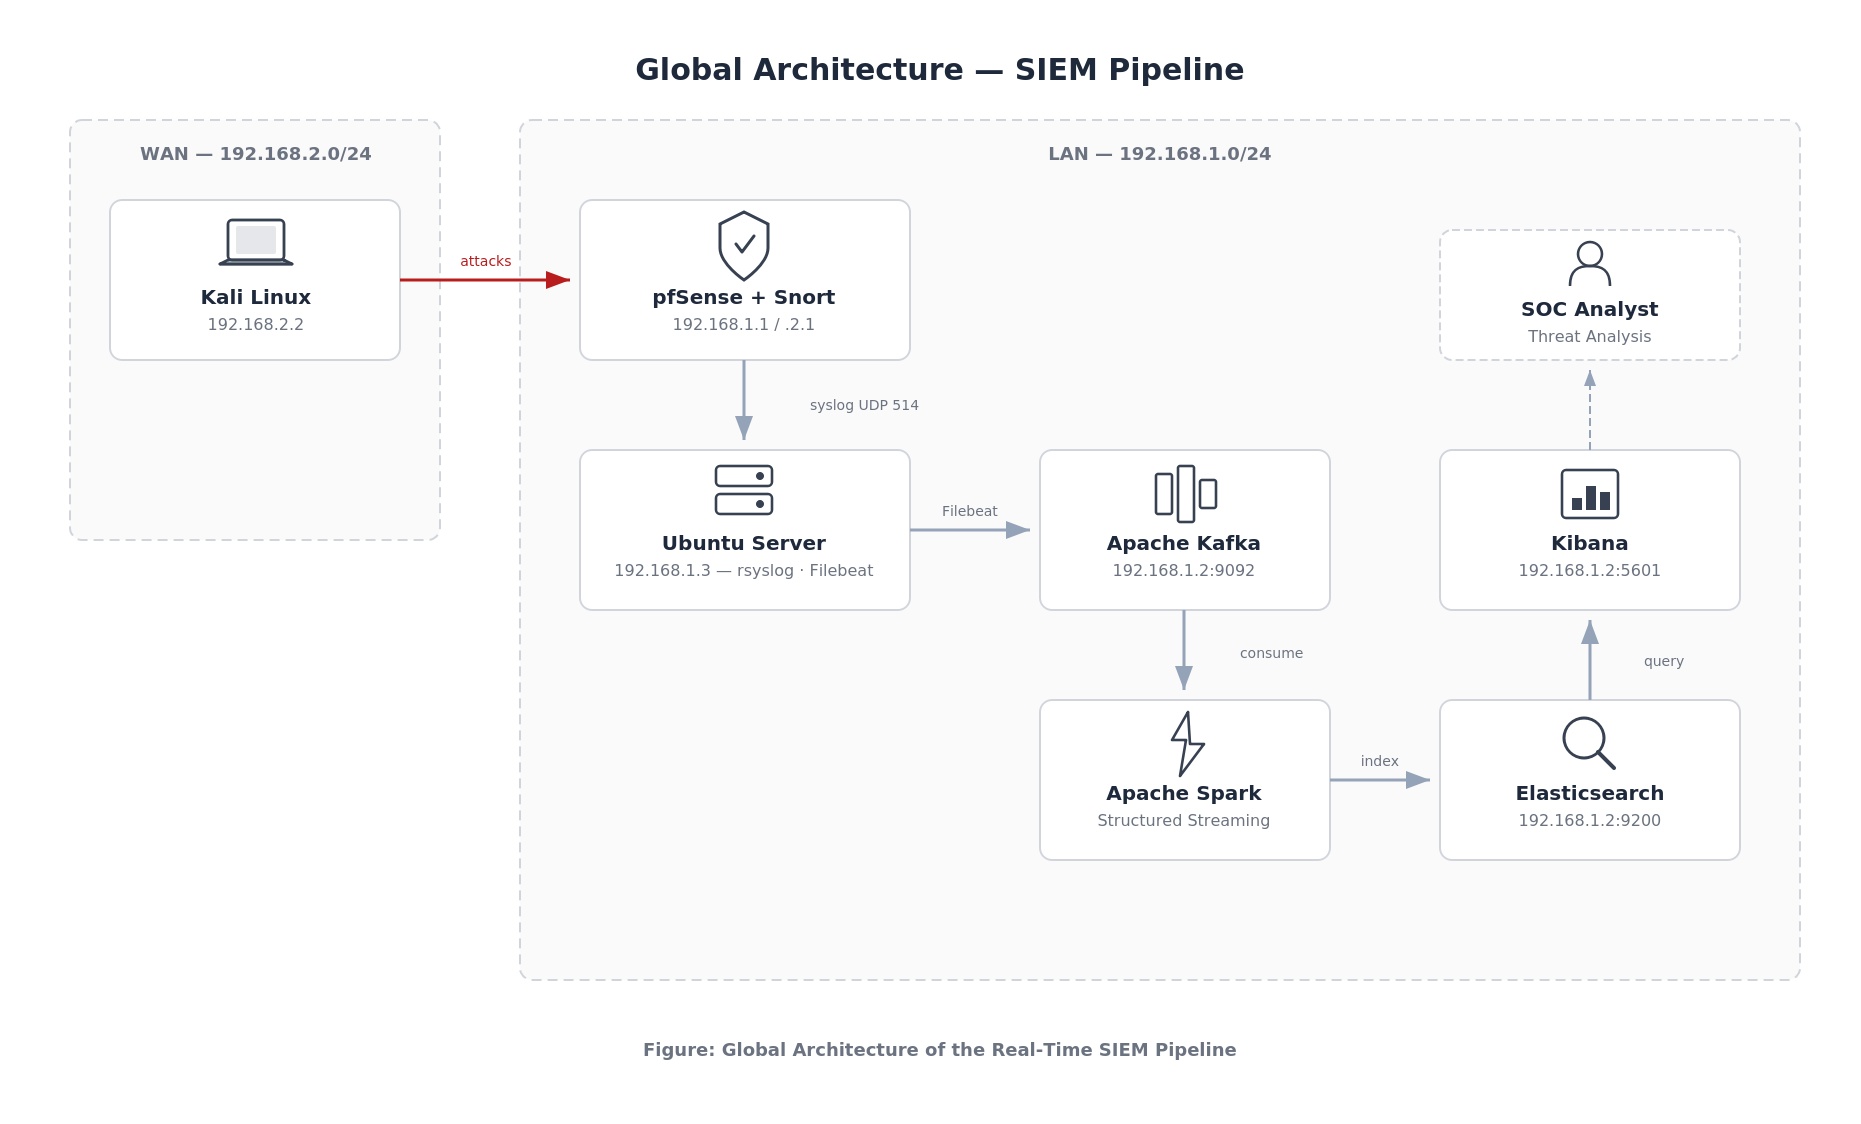 Global Architecture — SIEM Pipeline
WAN — 192.168.2.0/24
LAN — 192.168.1.0/24
Kali Linux
192.168.2.2
attacks
pfSense + Snort
192.168.1.1 / .2.1
SOC Analyst
Threat Analysis
syslog UDP 514
Ubuntu Server
192.168.1.3 — rsyslog · Filebeat
Filebeat
Apache Kafka
192.168.1.2:9092
Kibana
192.168.1.2:5601
consume
query
Apache Spark
Structured Streaming
index
Elasticsearch
192.168.1.2:9200
Figure: Global Architecture of the Real-Time SIEM Pipeline